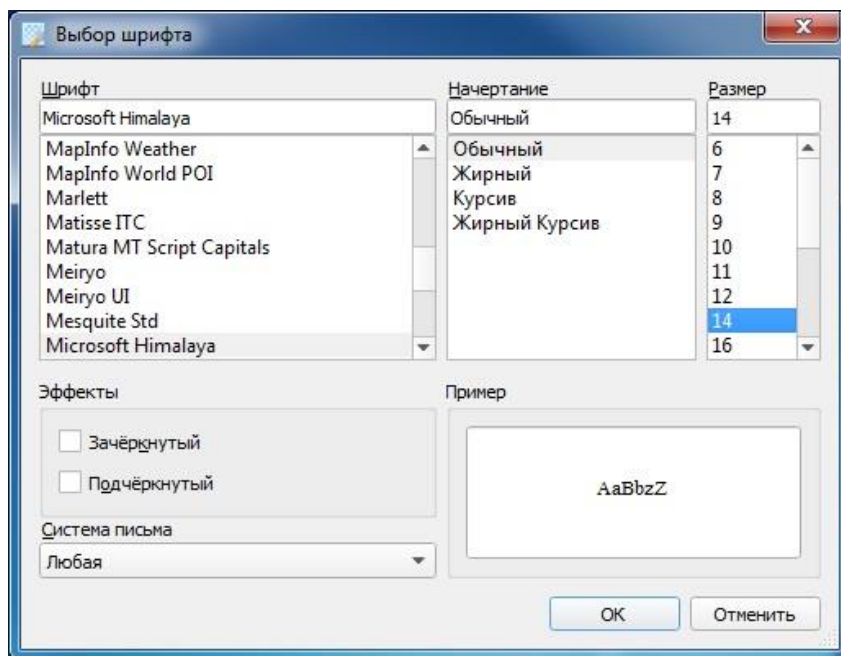 Выбор шрифта
Шрифт
Начертание
Размер
Microsoft Himalaya
Обычный
14
MapInfo Weather
MapInfo World POI
Marlett
Matisse ITC
Matura MT Script Capitals
Meiryo
Meiryo UI
Mesquite Std
Microsoft Himalaya
Обычный
Жирный
Курсив
Жирный Курсив
6
7
8
9
10
11
12
14
16
Эффекты
Зачёркнутый
Подчёркнутый
Система письма
Любая
Пример
AaBbzZ
OK
Отменить